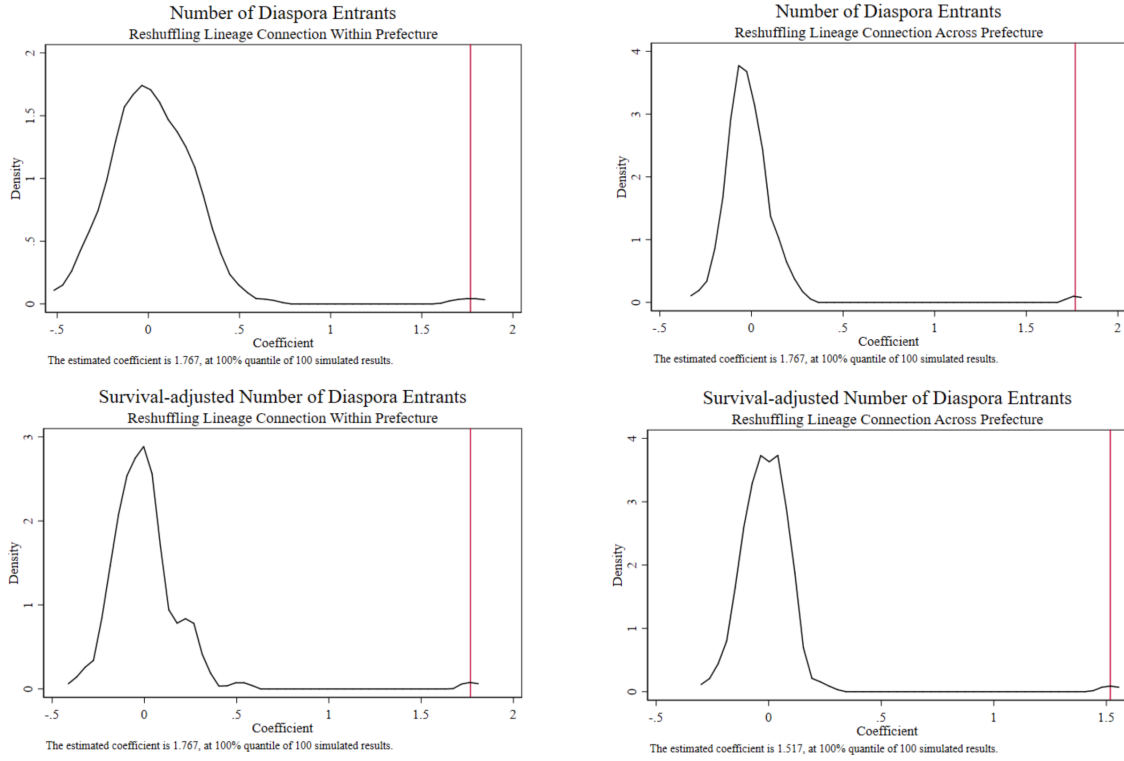 Number of Diaspora Entrants
Reshuffling Lineage Connection Within Prefecture
2
1.5
1
.5
0
Density
-.5 0 .5 1 1.5 2
Coefficient
The estimated coefficient is 1.767, at 100% quantile of 100 simulated results.
Number of Diaspora Entrants
Reshuffling Lineage Connection Across Prefecture
4
3
2
1
0
Density
-.5 0 .5 1 1.5 2
Coefficient
The estimated coefficient is 1.767, at 100% quantile of 100 simulated results.
Survival-adjusted Number of Diaspora Entrants
Reshuffling Lineage Connection Within Prefecture
3
2
1
0
Density
-.5 0 .5 1 1.5 2
Coefficient
The estimated coefficient is 1.767, at 100% quantile of 100 simulated results.
Survival-adjusted Number of Diaspora Entrants
Reshuffling Lineage Connection Across Prefecture
4
3
2
1
0
Density
-.5 0 .5 1 1.5
Coefficient
The estimated coefficient is 1.517, at 100% quantile of 100 simulated results.